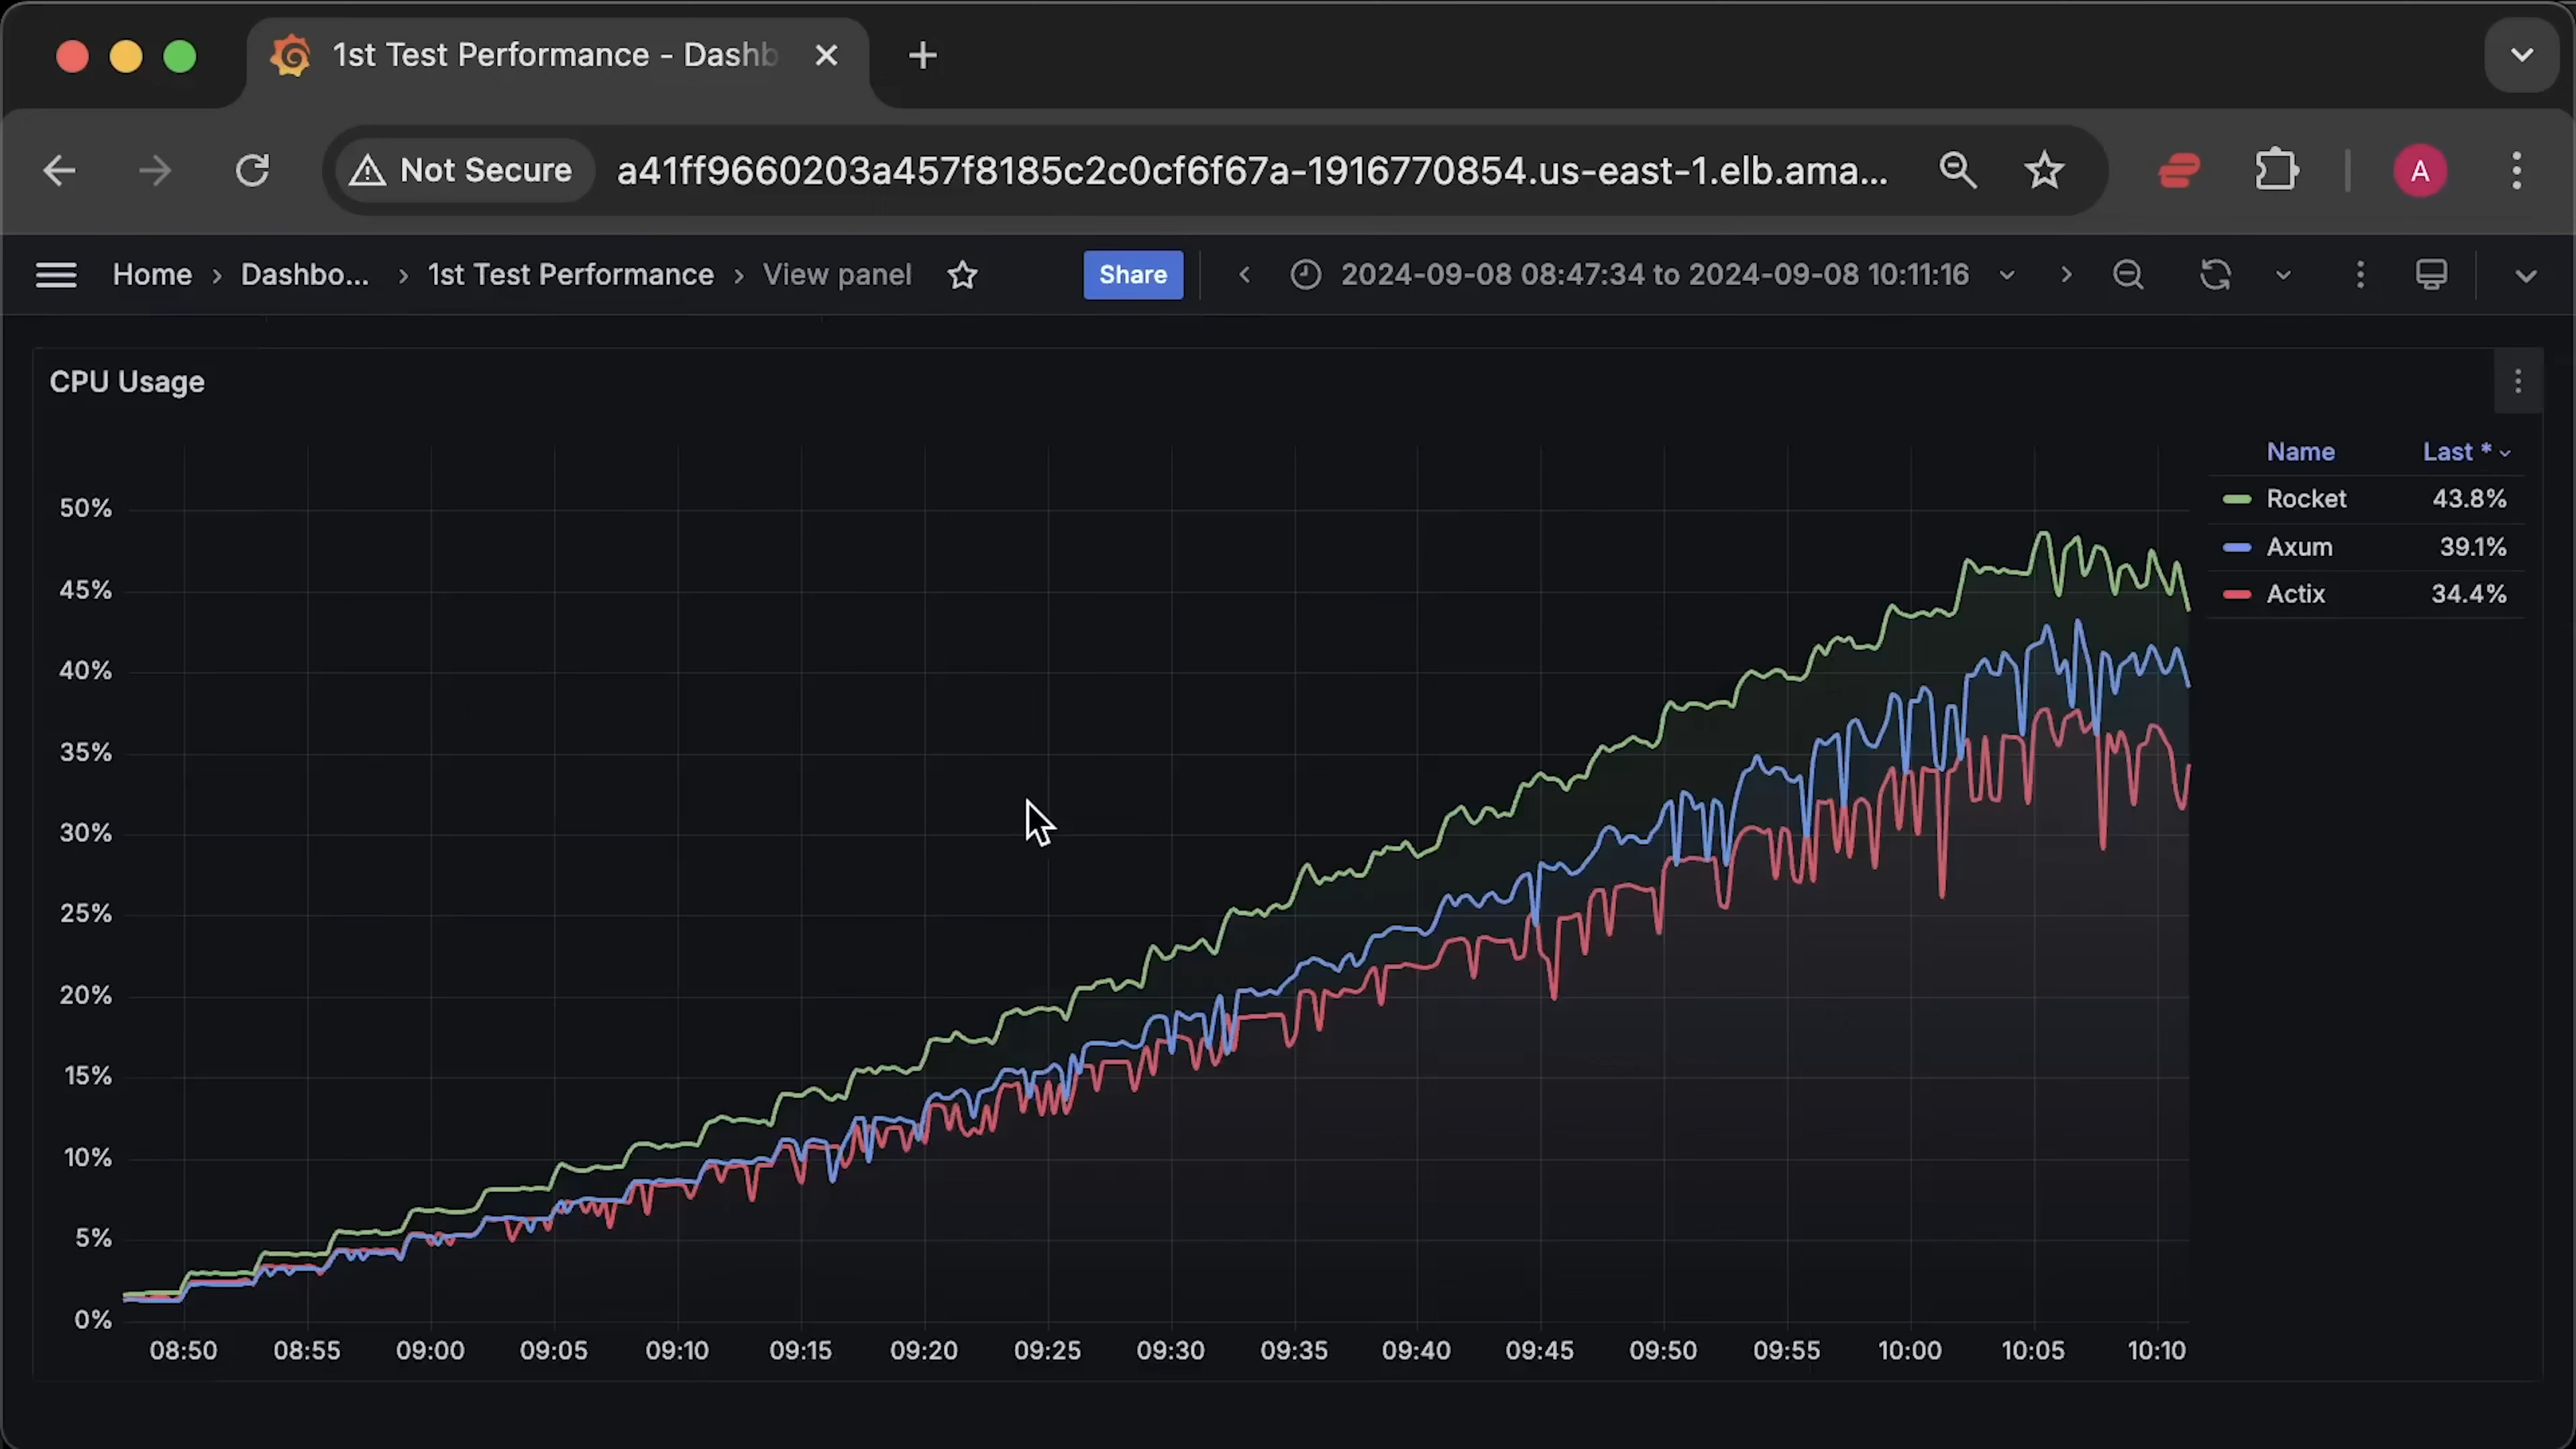 1st Test Performance - Dashb
Not Secure
a41ff9660203a457f8185c2c0cf6f67a-1916770854.us-east-1.elb.ama...
A
Home › Dashbo... › 1st Test Performance › View panel
Share
2024-09-08 08:47:34 to 2024-09-08 10:11:16
CPU Usage
Name Last *
Rocket 43.8%
Axum 39.1%
Actix 34.4%
50%
45%
40%
35%
30%
25%
20%
15%
10%
5%
0%
08:50 08:55 09:00 09:05 09:10 09:15 09:20 09:25 09:30 09:35 09:40 09:45 09:50 09:55 10:00 10:05 10:10